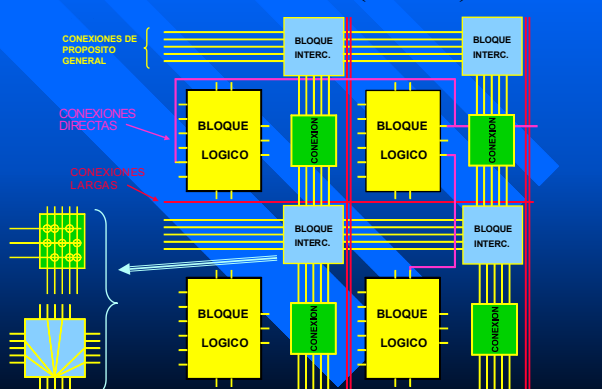 CONEXIONES DE
PROPOSITO
GENERAL
BLOQUE
INTERC.
BLOQUE
INTERC.
CONEXIONES
DIRECTAS
BLOQUE
LOGICO
CONEXION
BLOQUE
LOGICO
CONEXION
CONEXIONES
LARGAS
BLOQUE
INTERC.
BLOQUE
INTERC.
BLOQUE
LOGICO
CONEXION
BLOQUE
LOGICO
CONEXION